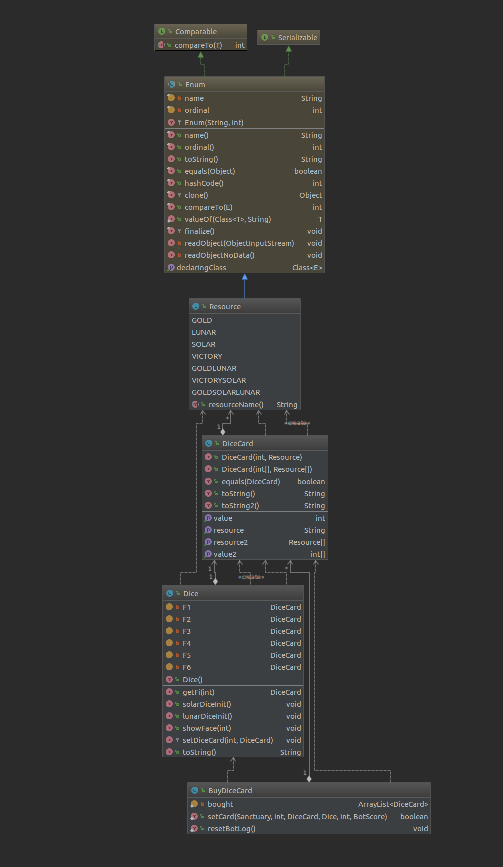 Comparable
compareTo(T) int
Serializable
Enum
name String
ordinal int
Enum(String, int)
name() String
ordinal() int
toString() String
equals(Object) boolean
hashCode() int
clone() Object
compareTo(E) int
valueOf(Class<T>, String) T
finalize() void
readObject(ObjectInputStream) void
readObjectNoData() void
declaringClass Class<E>
Resource
GOLD
LUNAR
SOLAR
VICTORY
GOLDLUNAR
VICTORYSOLAR
GOLDSOLARLUNAR
resourceName() String
1
*
«create»
DiceCard
DiceCard(int, Resource)
DiceCard(int[], Resource[])
equals(DiceCard) boolean
toString() String
toString2() String
value int
resource String
resource2 Resource[]
value2 int[]
1
*
1
«create»
Dice
F1 DiceCard
F2 DiceCard
F3 DiceCard
F4 DiceCard
F5 DiceCard
F6 DiceCard
Dice()
getFi(int) DiceCard
solarDiceInit() void
lunarDiceInit() void
showFace(int) void
setDiceCard(int, DiceCard) void
toString() String
1
BuyDiceCard
bought ArrayList<DiceCard>
setCard(Sanctuary, int, DiceCard, Dice, int, BotScore) boolean
resetBotLog() void